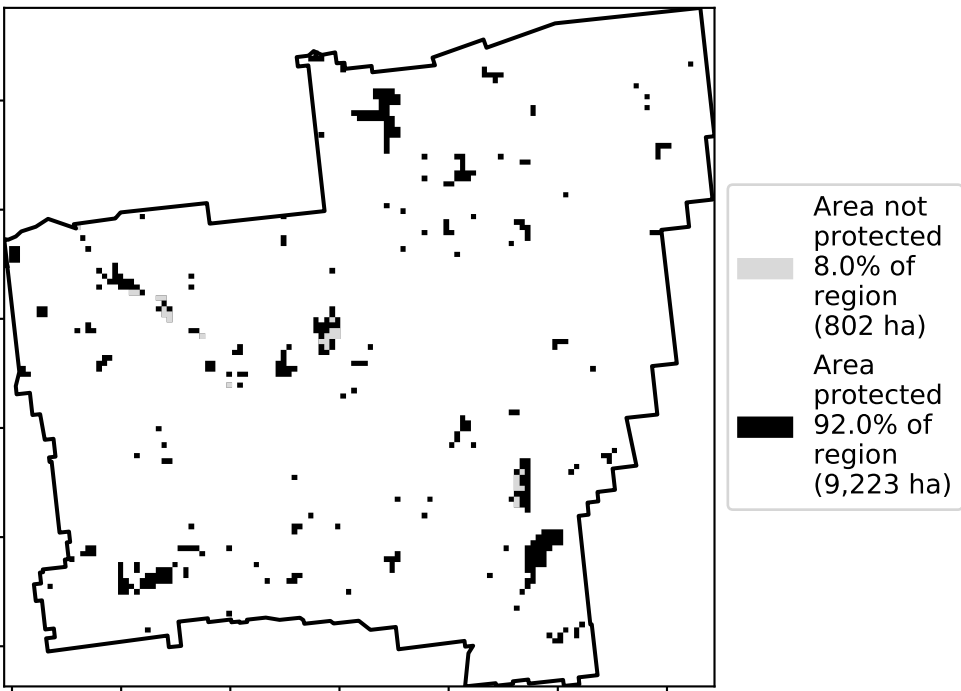 Area not
protected
8.0% of
region
(802 ha)
Area
protected
92.0% of
region
(9,223 ha)